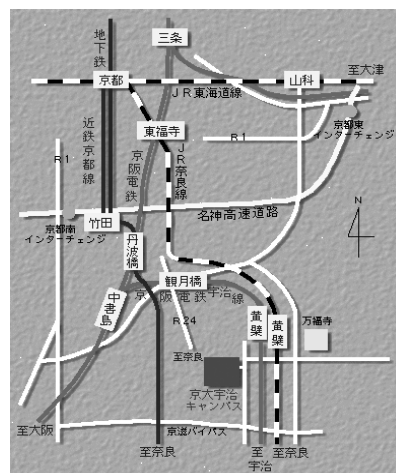 地下鉄
三条
京都
山科
至大津
JR東海道線
東福寺
R1
京都東
インターチェンジ
近鉄京都線
京阪電鉄
JR奈良線
R1
名神高速道路
N
竹田
京都南
インターチェンジ
丹波橋
観月橋
京阪電鉄宇治線
中書島
R24
黄檗
黄檗
万福寺
至奈良
京大宇治
キャンパス
至大阪
京滋バイパス
至奈良
至宇治
至奈良